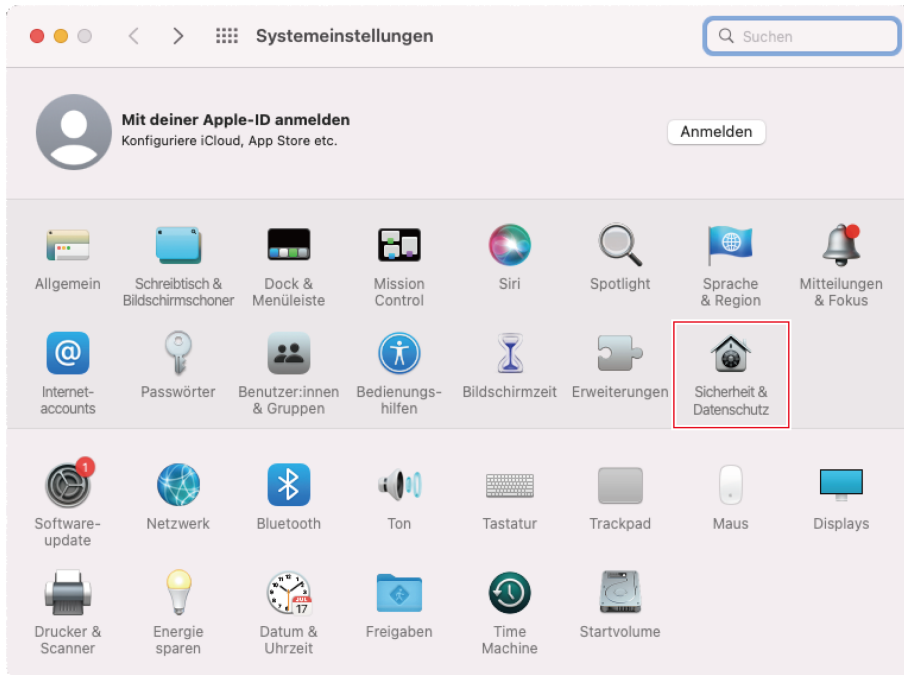 Systemeinstellungen
Suchen
Mit deiner Apple-ID anmelden
Konfiguriere iCloud, App Store etc.
Anmelden
Allgemein
Schreibtisch &
Bildschirmschoner
Dock &
Menüleiste
Mission
Control
Siri
Spotlight
Sprache
& Region
Mitteilungen
& Fokus
Internet-
accounts
Passwörter
Benutzer:innen
& Gruppen
Bedienungs-
hilfen
Bildschirmzeit
Erweiterungen
Sicherheit &
Datenschutz
1
Software-
update
Netzwerk
Bluetooth
Ton
Tastatur
Trackpad
Maus
Displays
Drucker &
Scanner
Energie
sparen
JUL
17
Datum &
Uhrzeit
Freigaben
Time
Machine
Startvolume